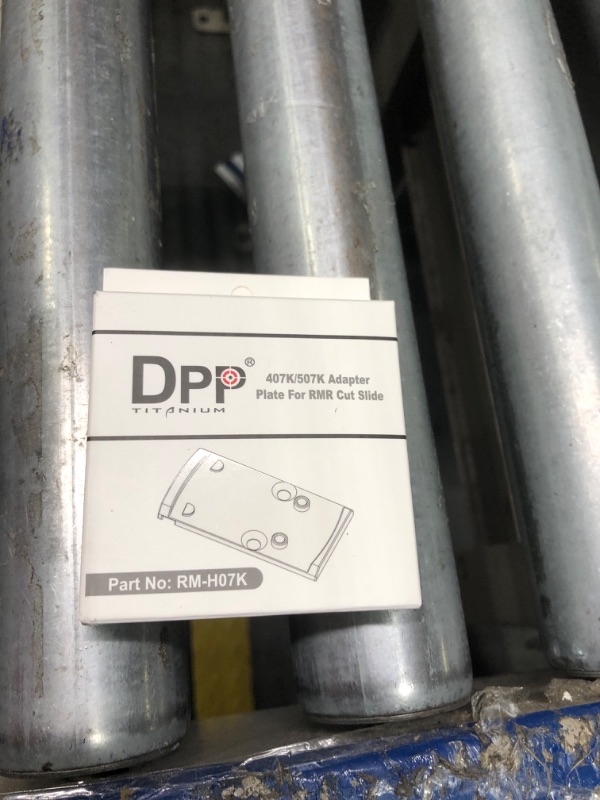 DPP®
TITANIUM
407K/507K Adapter
Plate For RMR Cut Slide
Part No: RM-H07K